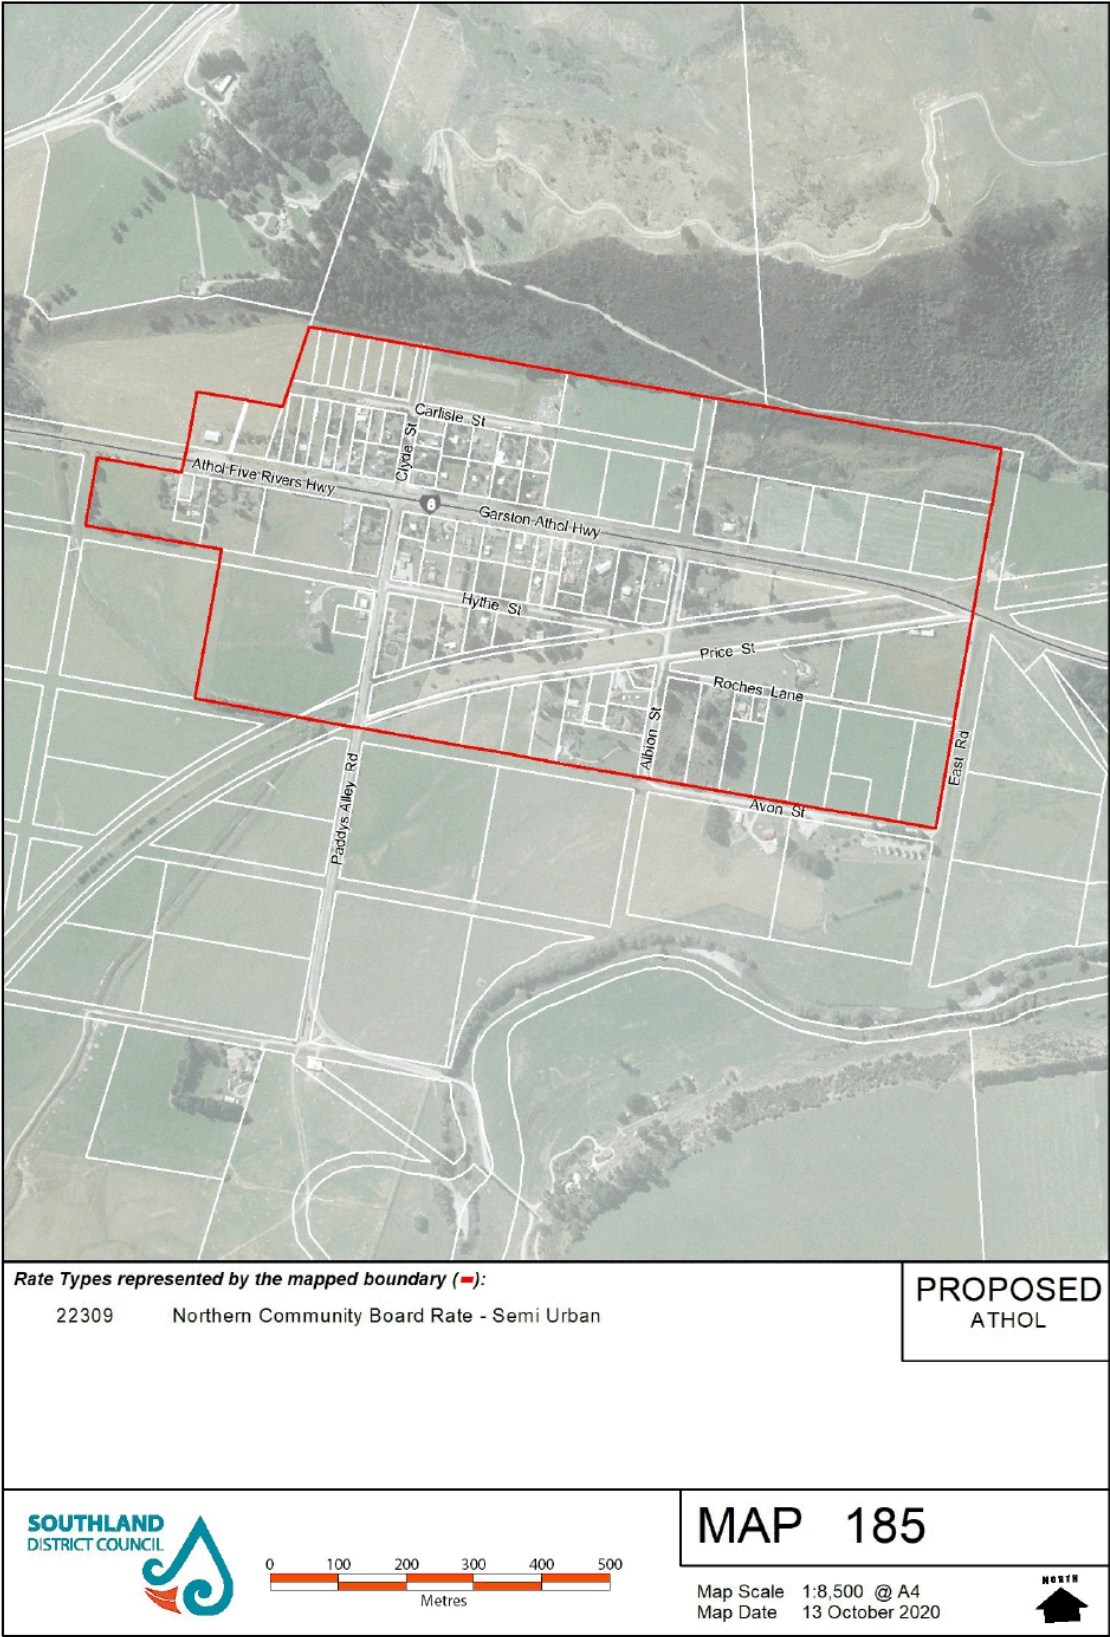 Carlisle St
Clyde St
Athol Five Rivers Hwy
6
Garston Athol Hwy
Hythe St
Price St
Roches Lane
Albion St
East Rd
Paddys Alley Rd
Avon St
Rate Types represented by the mapped boundary (-):
22309 Northern Community Board Rate - Semi Urban
PROPOSED
ATHOL
SOUTHLAND
DISTRICT COUNCIL
0 100 200 300 400 500
Metres
MAP 185
Map Scale 1:8,500 @ A4
Map Date 13 October 2020
NORTH